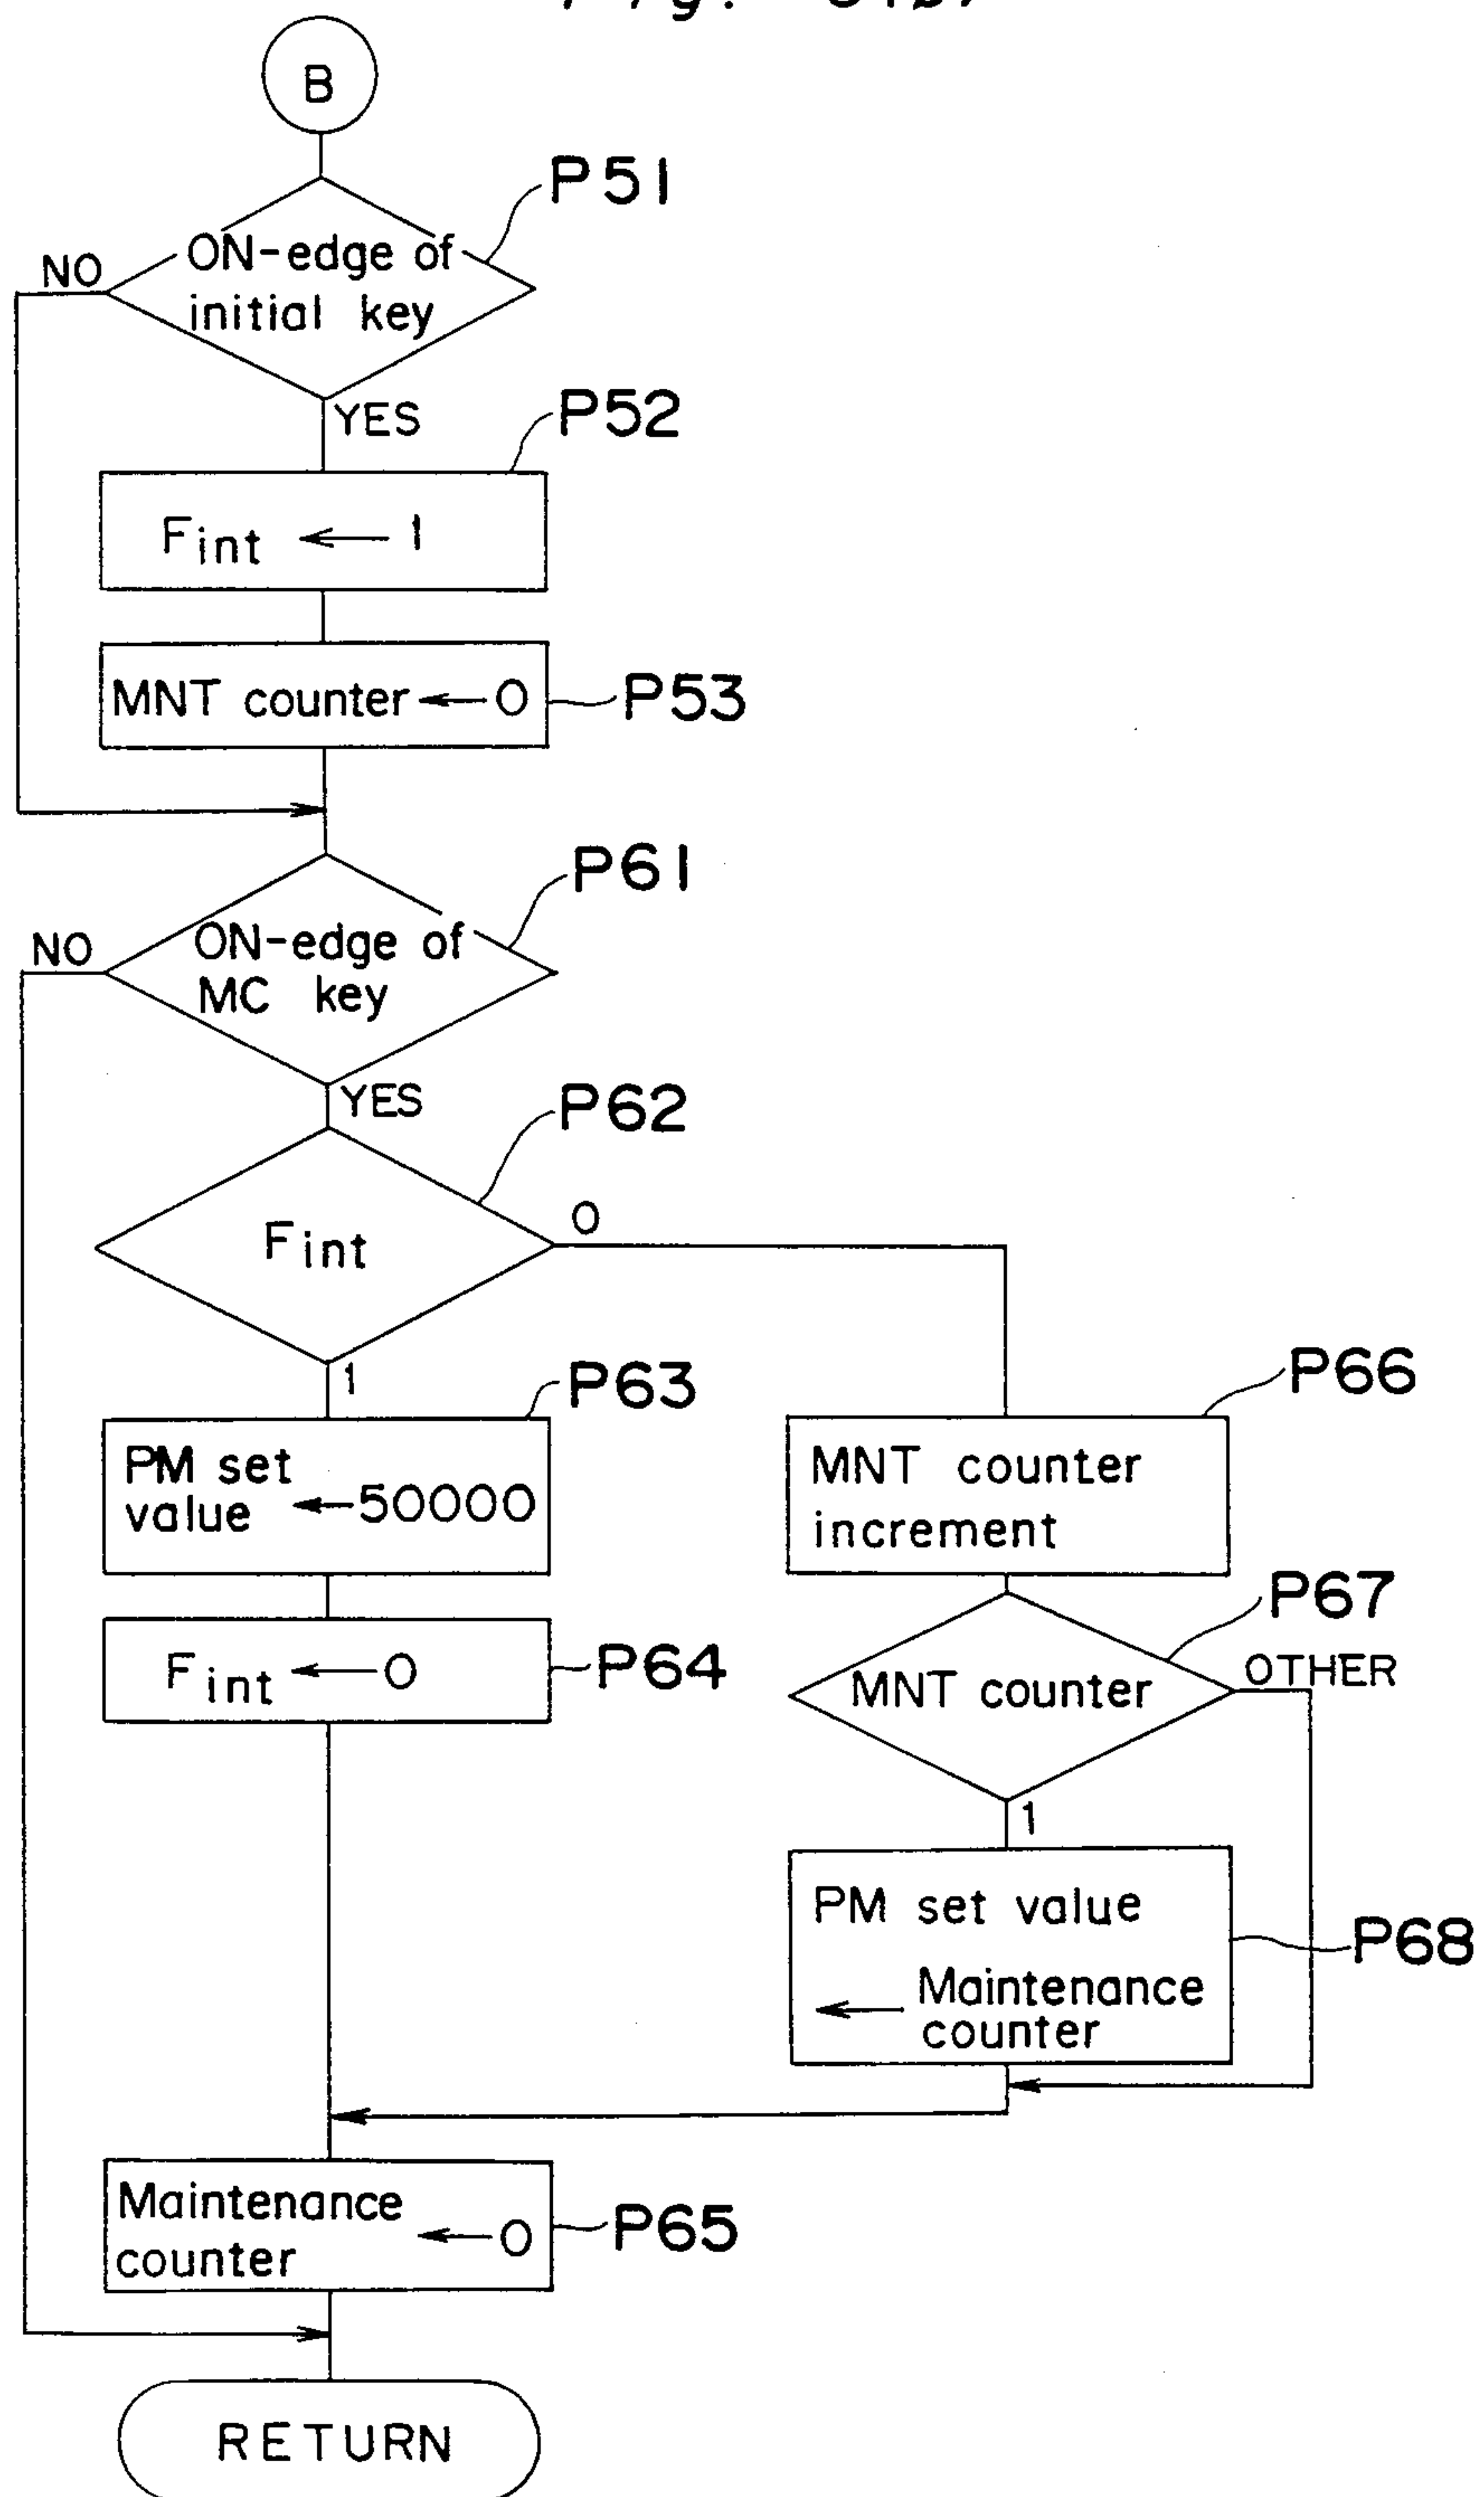 B
P51
ON-edge of
initial key
NO
YES
P52
Fint ← 1
MNT counter ← 0
P53
P61
ON-edge of
MC key
NO
YES
P62
Fint
0
1
P63
PM set
value ← 50000
P66
MNT counter
increment
Fint ← 0
P64
P67
MNT counter
OTHER
1
PM set value
← Maintenance
counter
P68
Maintenance
counter ← 0
P65
RETURN